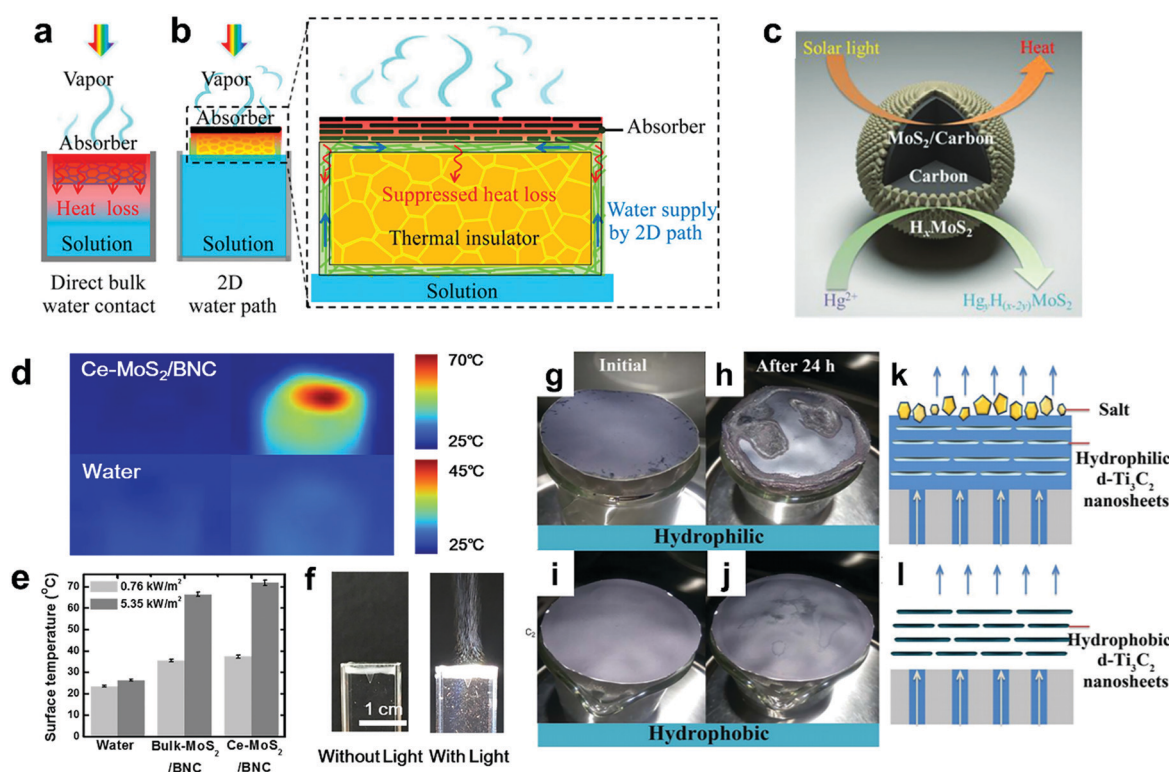 a
Vapor
Absorber
Heat loss
Solution
Direct bulk
water contact
b
Vapor
Absorber
2D
water path
Absorber
Suppressed heat loss
Thermal insulator
Water supply
by 2D path
Solution
c
Solar light
Heat
MoS₂/Carbon
Carbon
HₓMoS₂
Hg²⁺
HgᵧH₍ₓ₋₂ᵧ₎MoS₂
d
Ce-MoS₂/BNC
Water
70℃
25℃
45℃
25℃
e
Surface temperature (°C)
70
60
50
40
30
20
10
0
0.76 kW/m²
5.35 kW/m²
Water
Bulk-MoS₂
/BNC
Ce-MoS₂
/BNC
f
1 cm
Without Light
With Light
g
Initial
h
After 24 h
Hydrophilic
i
j
C₂
Hydrophobic
k
Salt
Hydrophilic
d-Ti₃C₂
nanosheets
l
Hydrophobic
d-Ti₃C₂
nanosheets